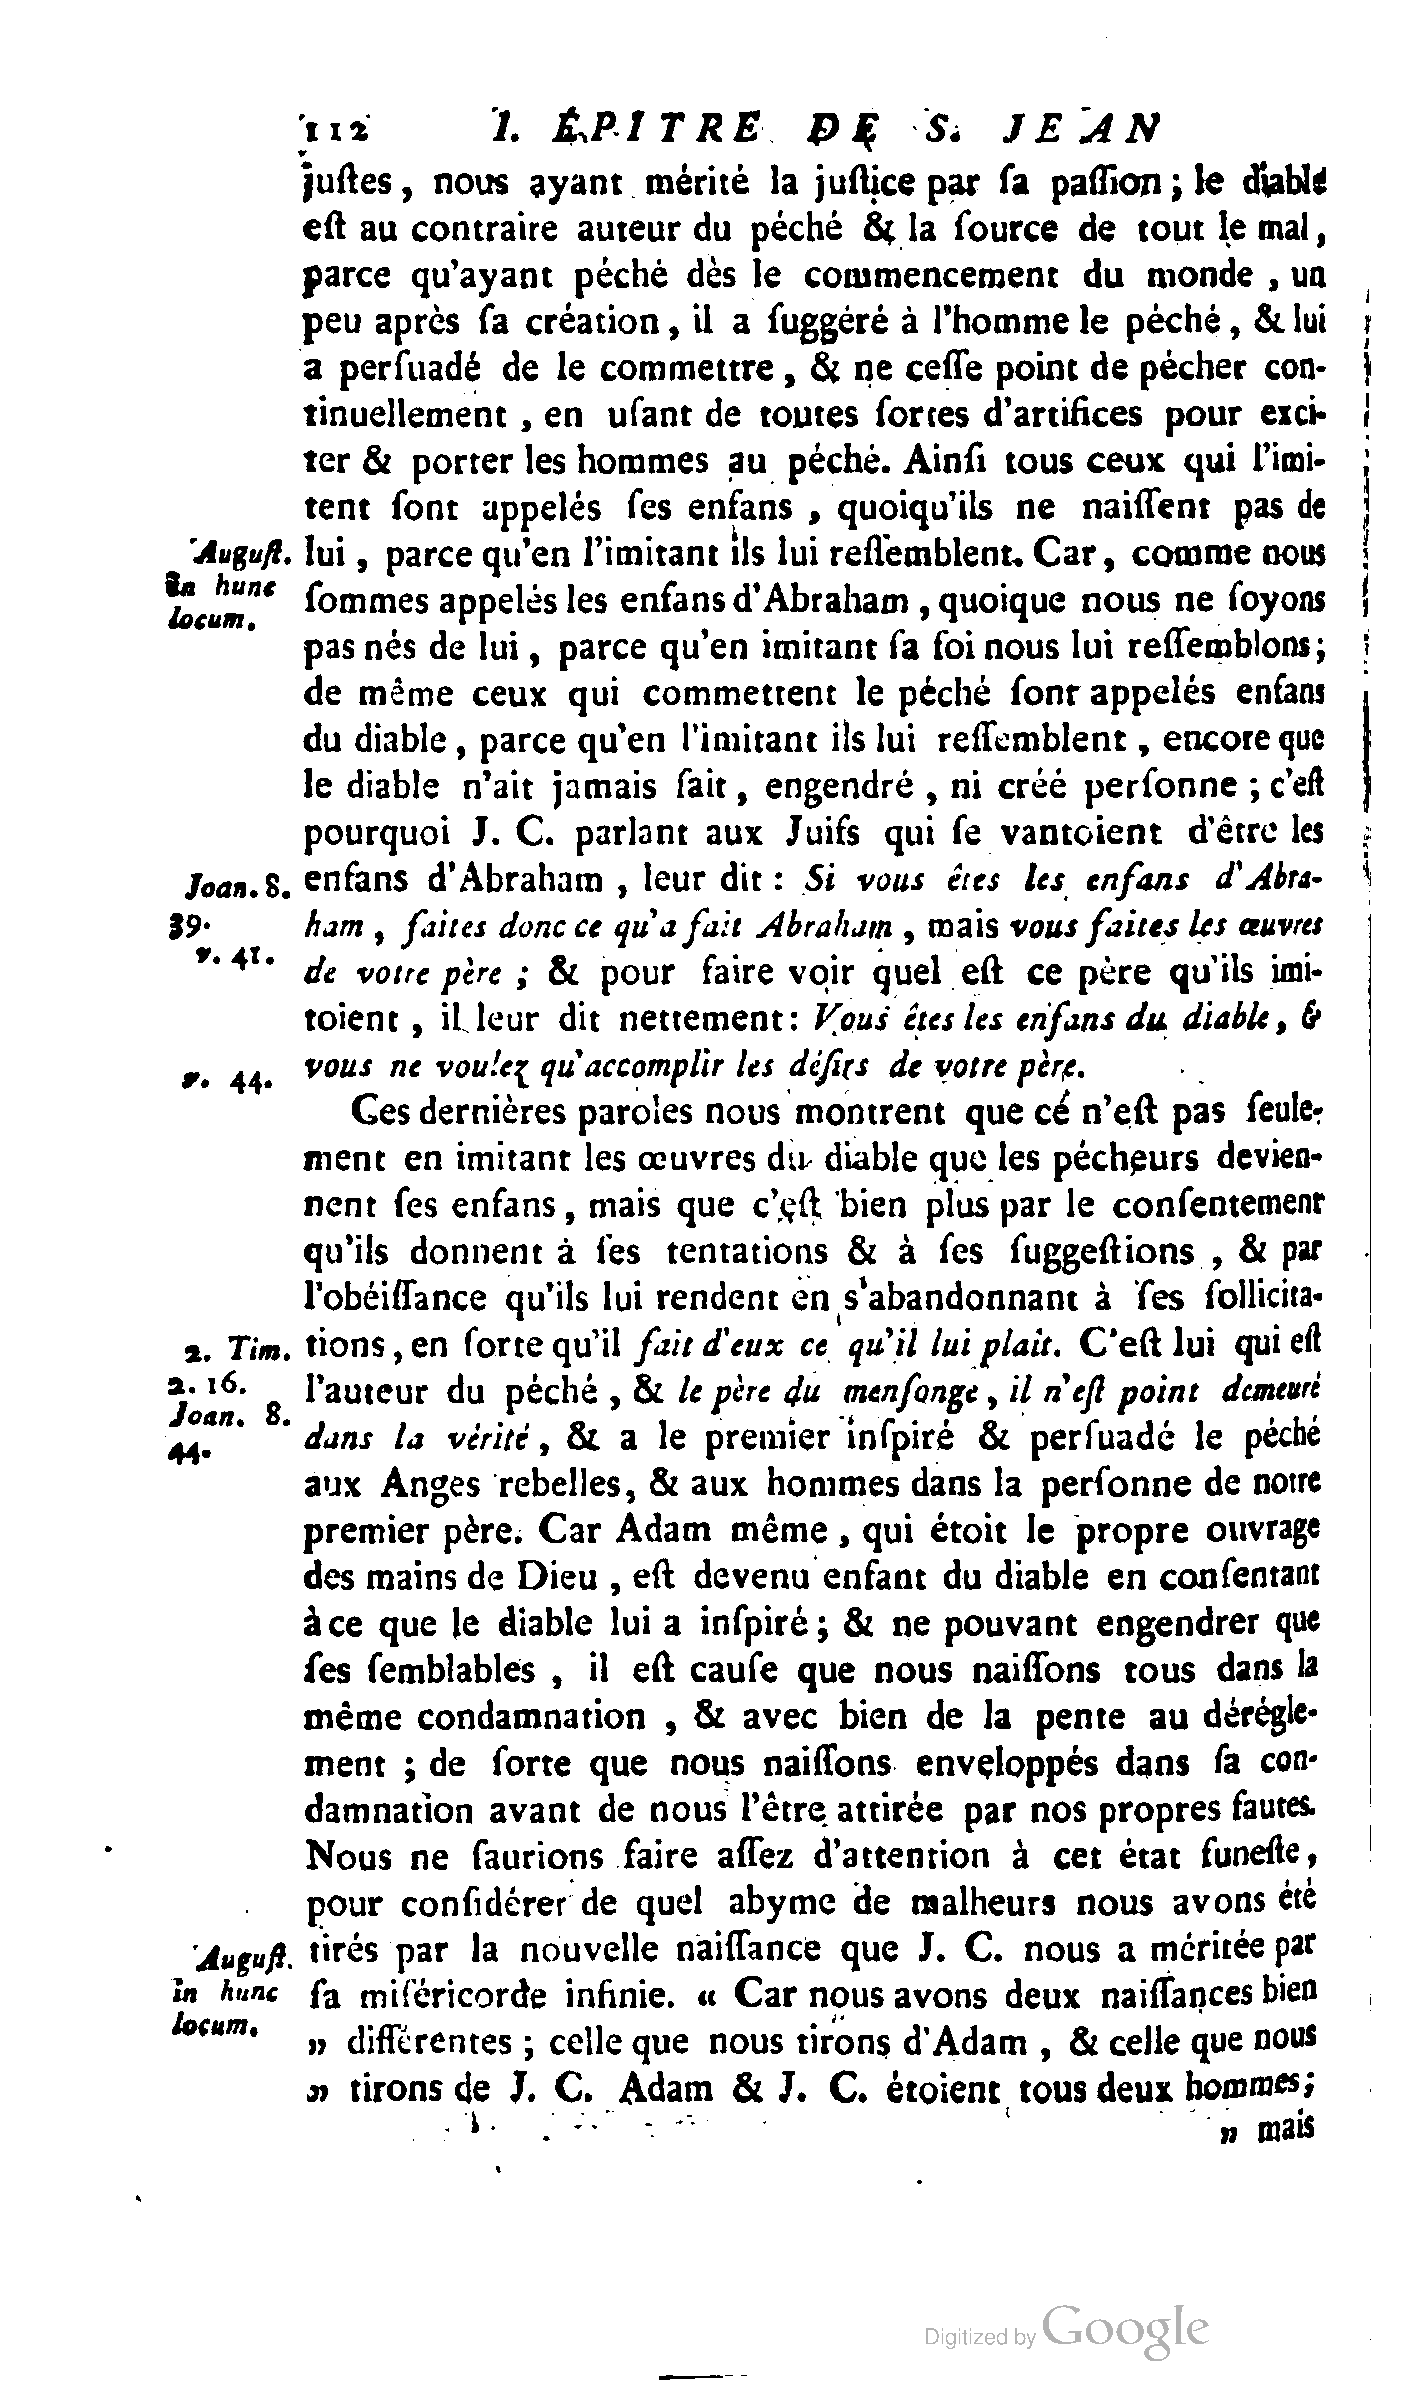 112 I. ÉPITRE DE S. JEAN
juſtes, nous ayant mérité la juſtice par ſa paſſion; le diable
eſt au contraire auteur du péché & la ſource de tout le mal,
parce qu'ayant péché dès le commencement du monde, un
peu après ſa création, il a ſuggéré à l'homme le péché, & lui
a perſuadé de le commettre, & ne ceſſe point de pécher con-
tinuellement, en uſant de toutes ſortes d'artifices pour exci-
ter & porter les hommes au péché. Ainſi tous ceux qui l'imi-
tent ſont appelés ſes enfans, quoiqu'ils ne naiſſent pas de
Auguſt. lui, parce qu'en l'imitant ils lui reſſemblent. Car, comme nous
in hunc ſommes appelés les enfans d'Abraham, quoique nous ne ſoyons
locum.
pas nés de lui, parce qu'en imitant ſa foi nous lui reſſemblons;
de même ceux qui commettent le péché ſont appelés enfans
du diable, parce qu'en l'imitant ils lui reſſemblent, encore que
le diable n'ait jamais fait, engendré, ni créé perſonne; c'eſt
pourquoi J. C. parlant aux Juifs qui ſe vantoient d'être les
Joan. 8. enfans d'Abraham, leur dit: Si vous êtes les enfans d'Abra-
39. ham, faites donc ce qu'a fait Abraham, mais vous faites les œuvres
v. 41. de votre père; & pour faire voir quel eſt ce père qu'ils imi-
toient, il leur dit nettement: Vous êtes les enfans du diable, &
v. 44. vous ne voulez qu'accomplir les déſirs de votre père.
Ces dernières paroles nous montrent que ce n'eſt pas ſeule-
ment en imitant les œuvres du diable que les pécheurs devien-
nent ſes enfans, mais que c'eſt bien plus par le conſentement
qu'ils donnent à ſes tentations & à ſes ſuggeſtions, & par
l'obéiſſance qu'ils lui rendent en s'abandonnant à ſes ſollicita-
2. Tim. tions, en ſorte qu'il fait d'eux ce qu'il lui plait. C'eſt lui qui eſt
2. 16. l'auteur du péché, & le père du menſonge, il n'eſt point demeuré
Joan. 8.
44. dans la vérité, & a le premier inſpiré & perſuadé le péché
aux Anges rebelles, & aux hommes dans la perſonne de notre
premier père. Car Adam même, qui étoit le propre ouvrage
des mains de Dieu, eſt devenu enfant du diable en conſentant
à ce que le diable lui a inſpiré; & ne pouvant engendrer que
ſes ſemblables, il eſt cauſe que nous naiſſons tous dans la
même condamnation, & avec bien de la pente au dérégle-
ment; de ſorte que nous naiſſons enveloppés dans ſa con-
damnation avant de nous l'être attirée par nos propres fautes.
Nous ne ſaurions faire aſſez d'attention à cet état funeſte,
pour conſidérer de quel abyme de malheurs nous avons été
Auguſt. tirés par la nouvelle naiſſance que J. C. nous a méritée par
in hunc ſa miſéricorde infinie. « Car nous avons deux naiſſances bien
locum.
» différentes; celle que nous tirons d'Adam, & celle que nous
» tirons de J. C. Adam & J. C. étoient tous deux hommes;
» mais
Digitized by Google